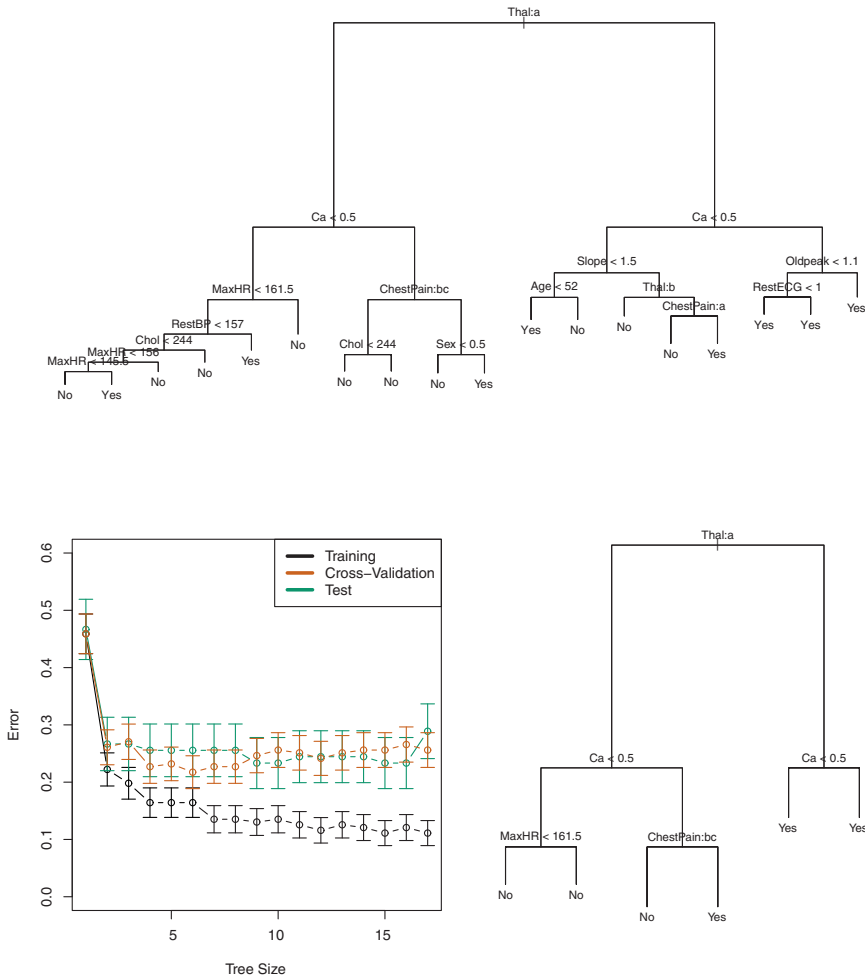 Thal:a
Ca < 0.5
Ca < 0.5
MaxHR < 161.5
ChestPain:bc
Slope < 1.5
Oldpeak < 1.1
RestBP < 157
Age < 52
Thal:b
RestECG < 1
Chol < 244
MaxHR < 156
MaxHR < 145.5
Chol < 244
Sex < 0.5
ChestPain:a
No
Yes
No
No
Yes
No
No
No
No
Yes
Yes
No
No
No
Yes
Yes
Yes
Yes
0.6
0.5
0.4
0.3
0.2
0.1
0.0
Error
Training
Cross−Validation
Test
5
10
15
Tree Size
Thal:a
Ca < 0.5
Ca < 0.5
MaxHR < 161.5
ChestPain:bc
Yes
Yes
No
No
No
Yes